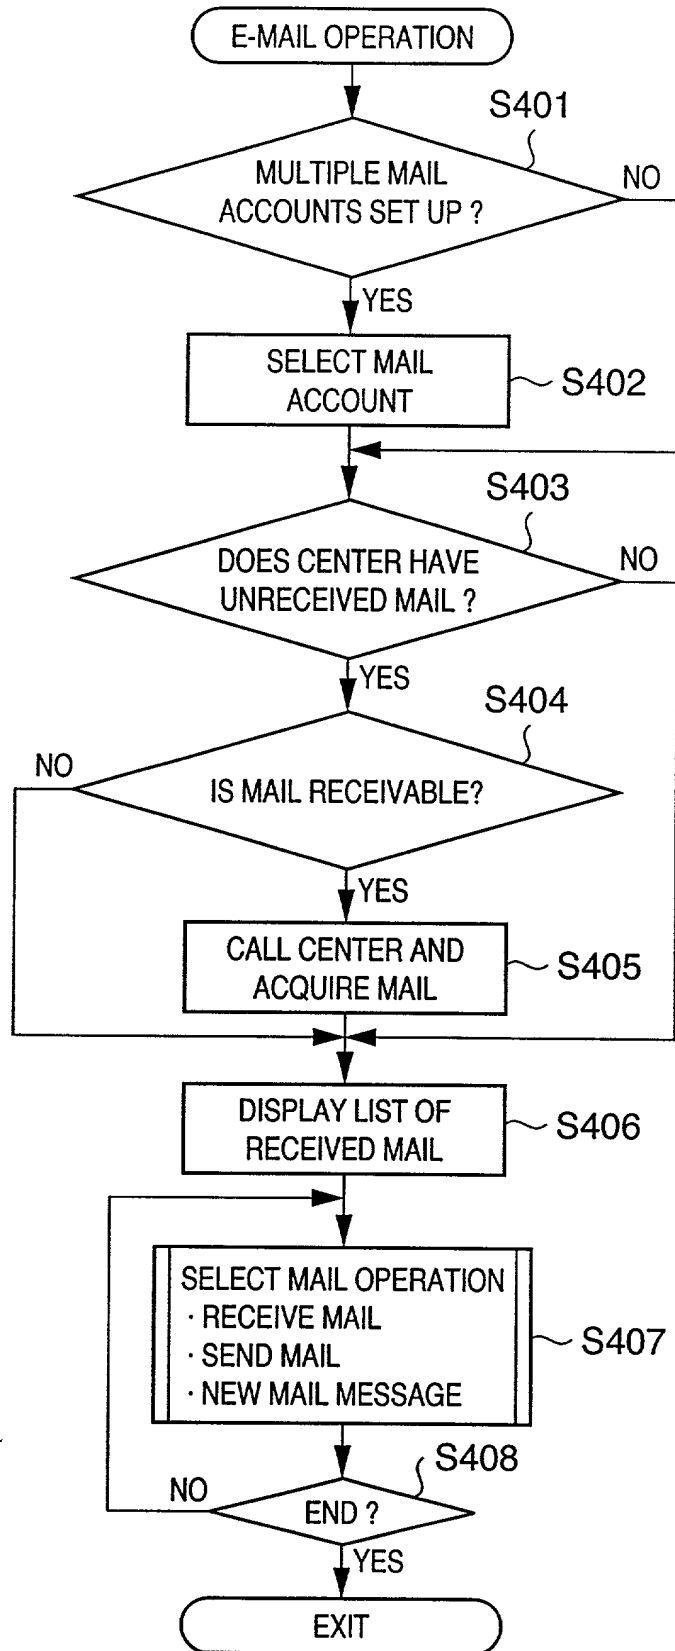 E-MAIL OPERATION
S401
MULTIPLE MAIL
ACCOUNTS SET UP ?
NO
YES
SELECT MAIL
ACCOUNT
S402
S403
DOES CENTER HAVE
UNRECEIVED MAIL ?
NO
YES
S404
NO
IS MAIL RECEIVABLE?
YES
CALL CENTER AND
ACQUIRE MAIL
S405
DISPLAY LIST OF
RECEIVED MAIL
S406
SELECT MAIL OPERATION
· RECEIVE MAIL
· SEND MAIL
· NEW MAIL MESSAGE
S407
S408
NO
END ?
YES
EXIT